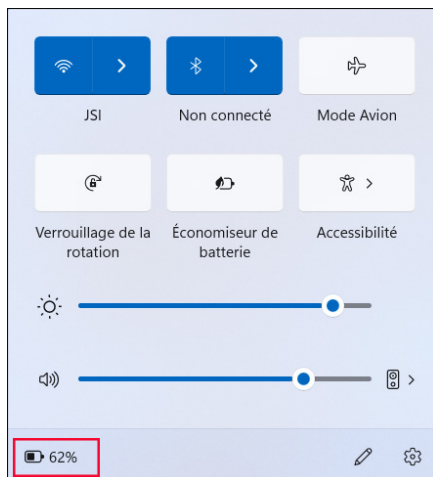 JSI
Non connecté
Mode Avion
Verrouillage de la
rotation
Économiseur de
batterie
Accessibilité
62%